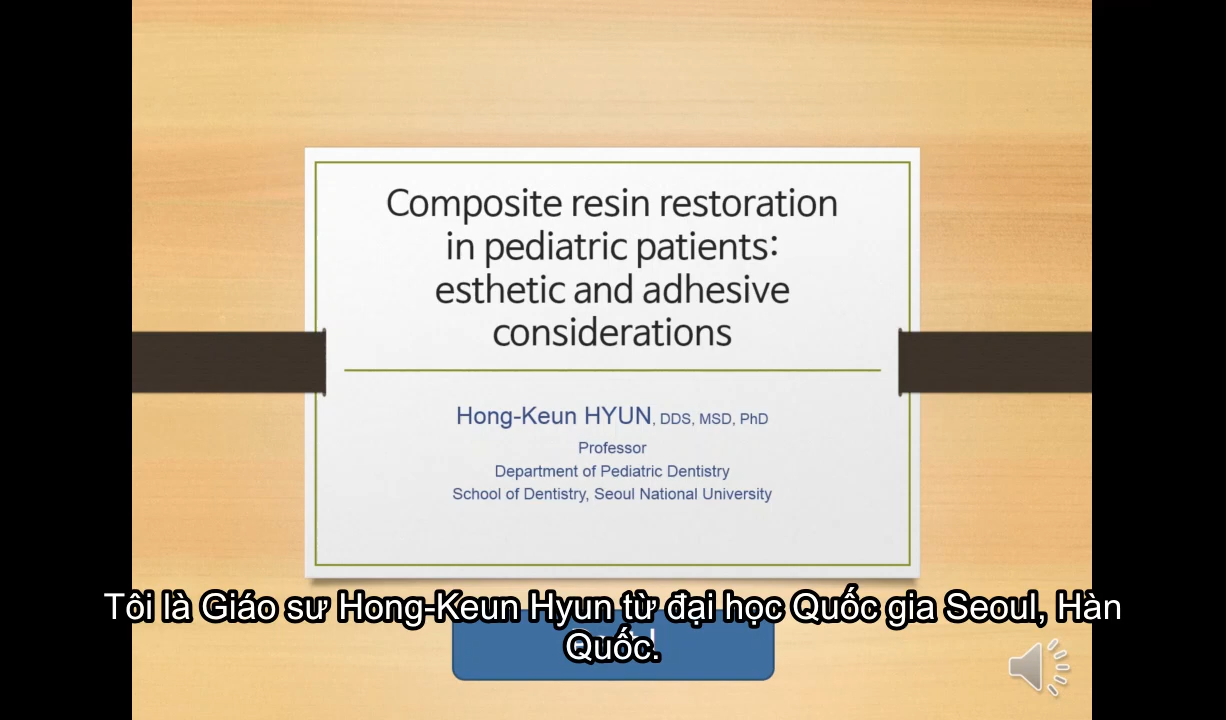 Composite resin restoration
in pediatric patients:
esthetic and adhesive
considerations
Hong-Keun HYUN, DDS, MSD, PhD
Professor
Department of Pediatric Dentistry
School of Dentistry, Seoul National University
Tôi là Giáo sư Hong-Keun Hyun từ đại học Quốc gia Seoul, Hàn
Quốc.